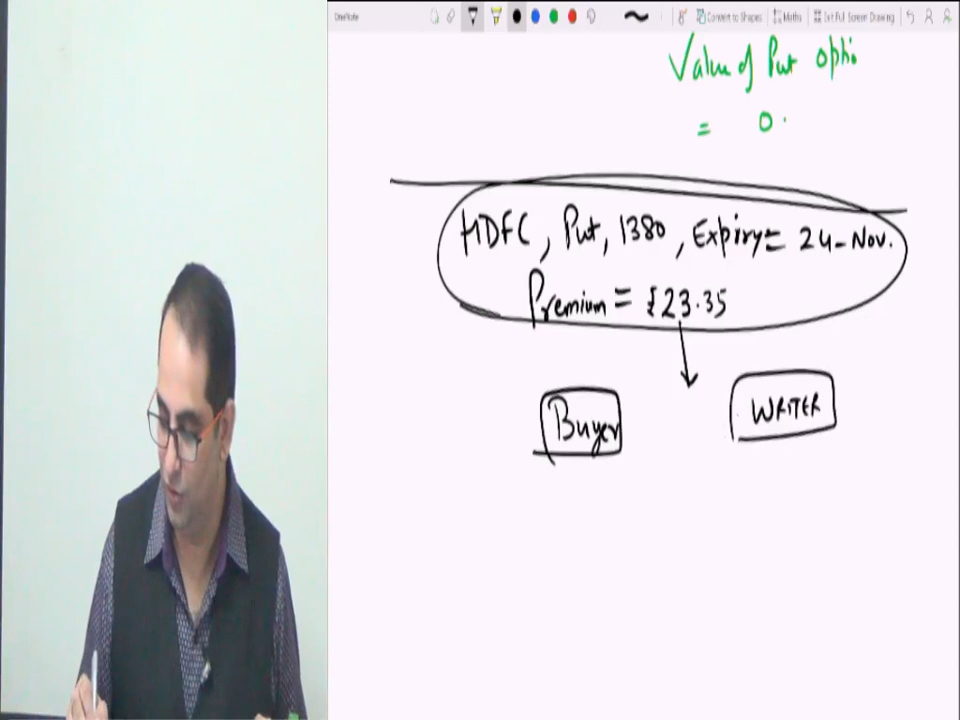 OneNote Convert to Shapes Maths Exit Full Screen Drawing
Value of Put optio
= 0.
HDFC, Put, 1380, Expiry = 24-Nov.
Premium = ₹23.35
Buyer WRITER